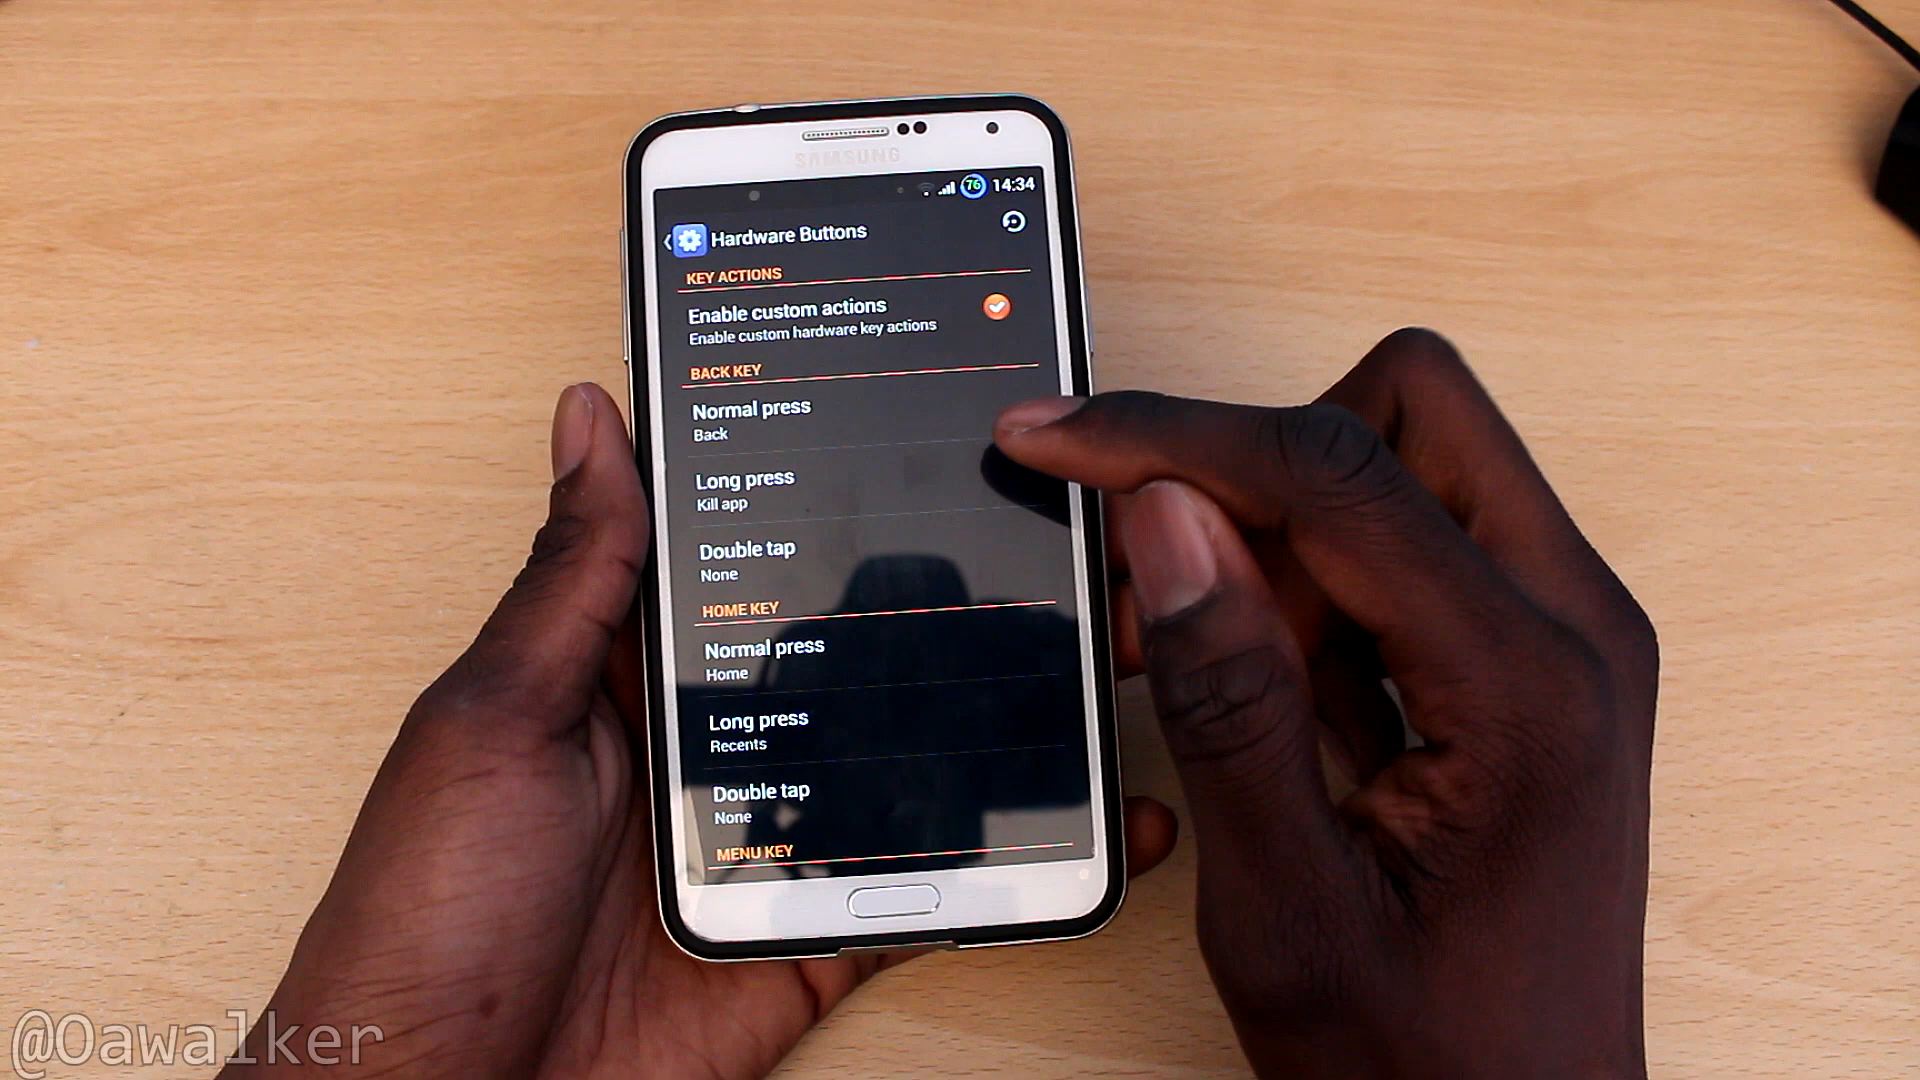 SAMSUNG
76 14:34
Hardware Buttons
KEY ACTIONS
Enable custom actions
Enable custom hardware key actions
BACK KEY
Normal press
Back
Long press
Kill app
Double tap
None
HOME KEY
Normal press
Home
Long press
Recents
Double tap
None
MENU KEY
@Oawalker